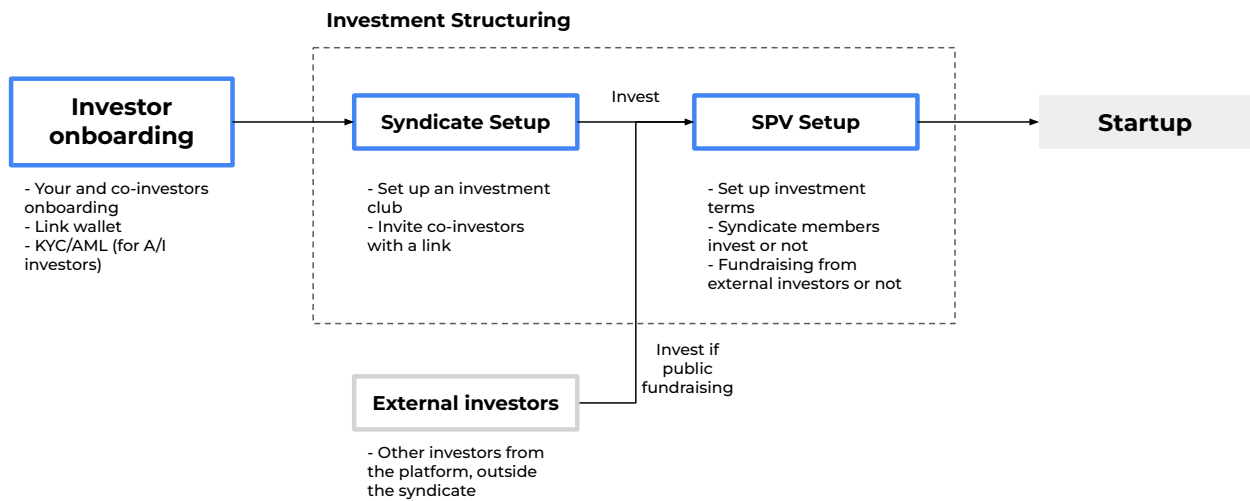 Investment Structuring
Investor
onboarding
- Your and co-investors
onboarding
- Link wallet
- KYC/AML (for A/I
investors)
Syndicate Setup
- Set up an investment
club
- Invite co-investors
with a link
Invest
SPV Setup
- Set up investment
terms
- Syndicate members
invest or not
- Fundraising from
external investors or not
Startup
External investors
- Other investors from
the platform, outside
the syndicate
Invest if
public
fundraising